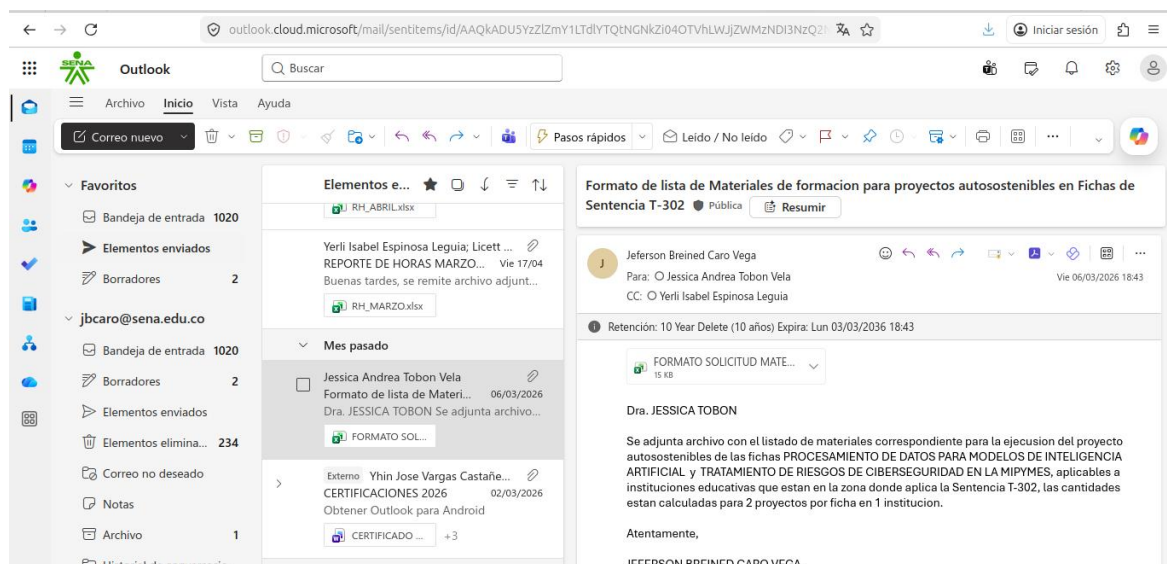 outlook.cloud.microsoft/mail/sentitems/id/
Iniciar sesión
SENA
Outlook
Buscar
Archivo Inicio Vista Ayuda
Correo nuevo
Pasos rápidos
Leído / No leído
Favoritos
Bandeja de entrada 1020
Elementos enviados
Borradores 2
jbcaro@sena.edu.co
Bandeja de entrada 1020
Borradores 2
Elementos enviados
Elementos elimina... 234
Correo no deseado
Notas
Archivo 1
Elementos e...
RH_ABRIL.xlsx
Yerli Isabel Espinosa Leguia; Licett ...
REPORTE DE HORAS MARZO... Vie 17/04
Buenas tardes, se remite archivo adjunt...
RH_MARZO.xlsx
Mes pasado
Jessica Andrea Tobon Vela
Formato de lista de Materi... 06/03/2026
Dra. JESSICA TOBON Se adjunta archivo...
FORMATO SOL...
Externo Yhin Jose Vargas Castañe...
CERTIFICACIONES 2026 02/03/2026
Obtener Outlook para Android
CERTIFICADO ... +3
Formato de lista de Materiales de formacion para proyectos autosostenibles en Fichas de
Sentencia T-302 Pública Resumir
J
Jeferson Breined Caro Vega
Para: Jessica Andrea Tobon Vela
Vie 06/03/2026 18:43
CC: Yerli Isabel Espinosa Leguia
Retención: 10 Year Delete (10 años) Expira: Lun 03/03/2036 18:43
FORMATO SOLICITUD MATE...
15 KB
Dra. JESSICA TOBON
Se adjunta archivo con el listado de materiales correspondiente para la ejecusion del proyecto
autosostenibles de las fichas PROCESAMIENTO DE DATOS PARA MODELOS DE INTELIGENCIA
ARTIFICIAL y TRATAMIENTO DE RIESGOS DE CIBERSEGURIDAD EN LA MIPYMES, aplicables a
instituciones educativas que estan en la zona donde aplica la Sentencia T-302, las cantidades
estan calculadas para 2 proyectos por ficha en 1 institucion.
Atentamente,
JEFERSON BREINED CARO VEGA